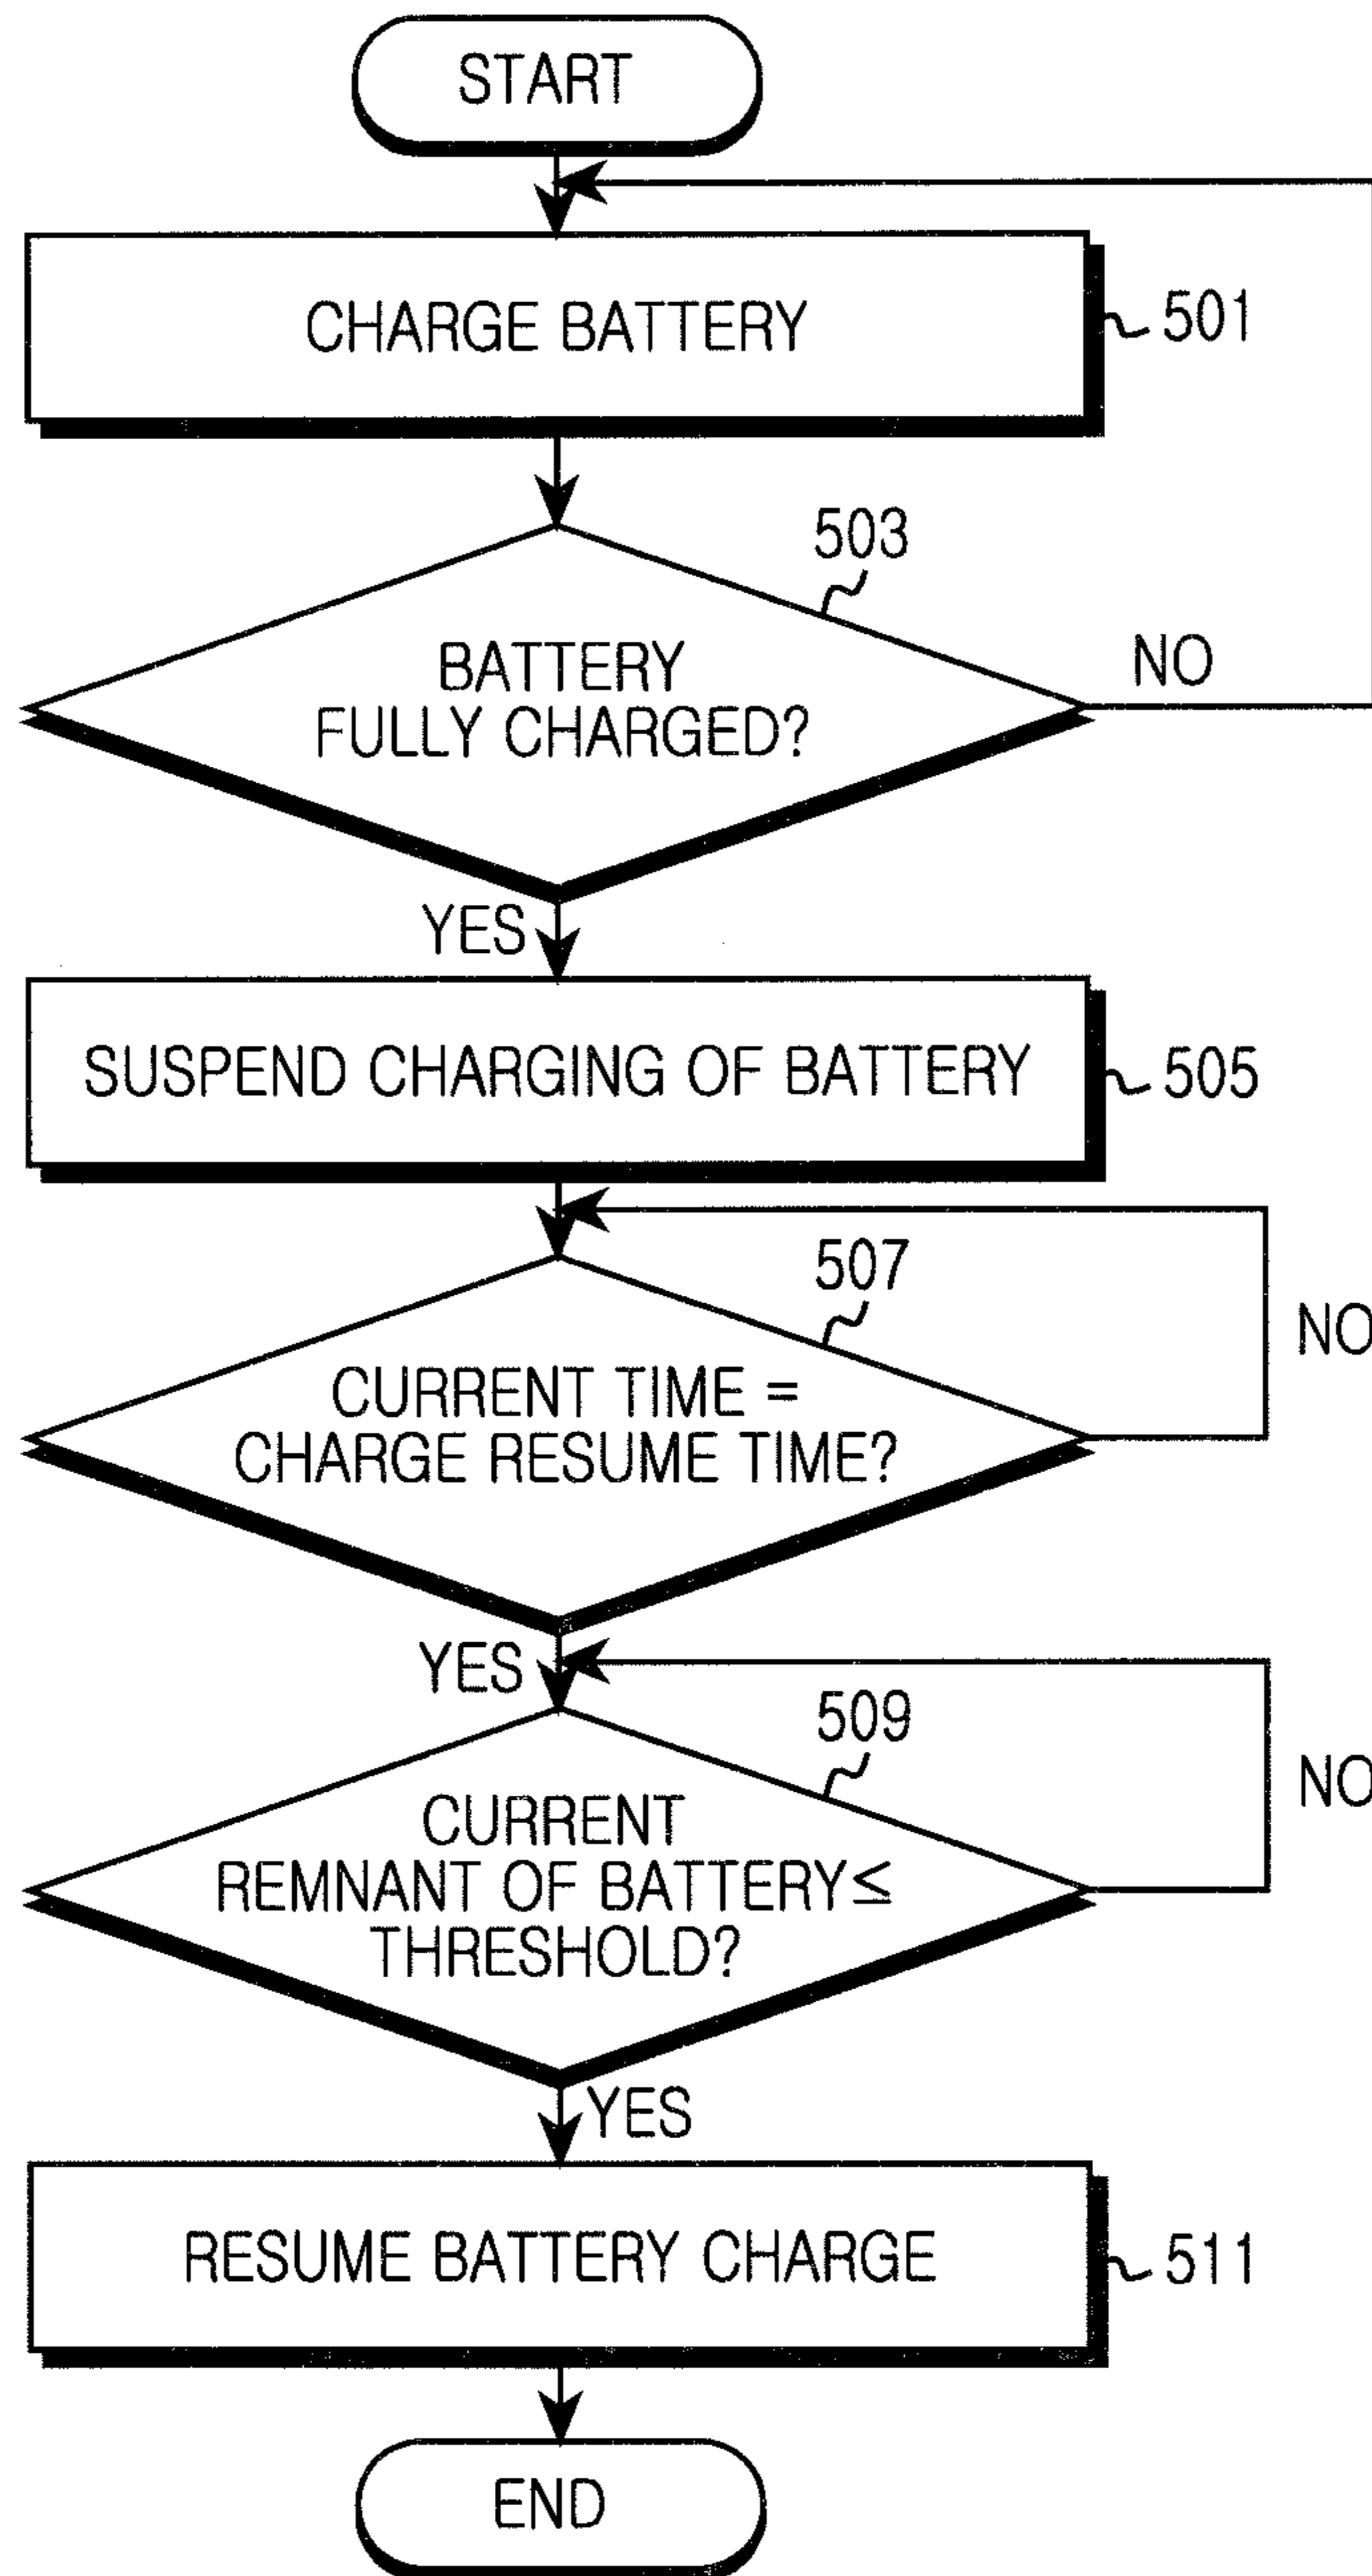 START
CHARGE BATTERY
501
503
BATTERY
FULLY CHARGED?
NO
YES
SUSPEND CHARGING OF BATTERY
505
507
CURRENT TIME =
CHARGE RESUME TIME?
NO
YES
509
CURRENT
REMNANT OF BATTERY≤
THRESHOLD?
NO
YES
RESUME BATTERY CHARGE
511
END